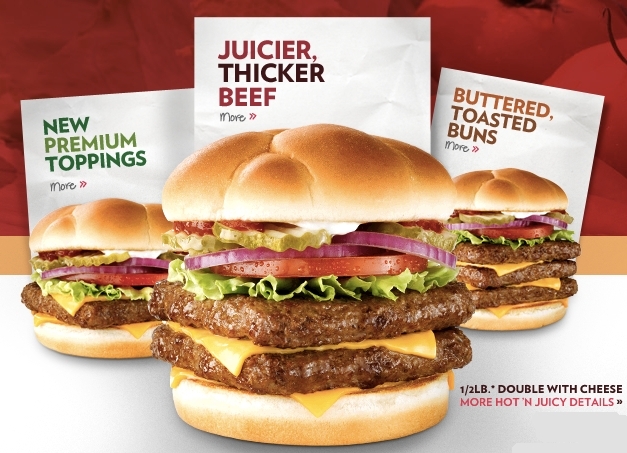 NEW
PREMIUM
TOPPINGS
more »
JUICIER,
THICKER
BEEF
more »
BUTTERED,
TOASTED
BUNS
more »
1/2LB.* DOUBLE WITH CHEESE
MORE HOT 'N JUICY DETAILS »